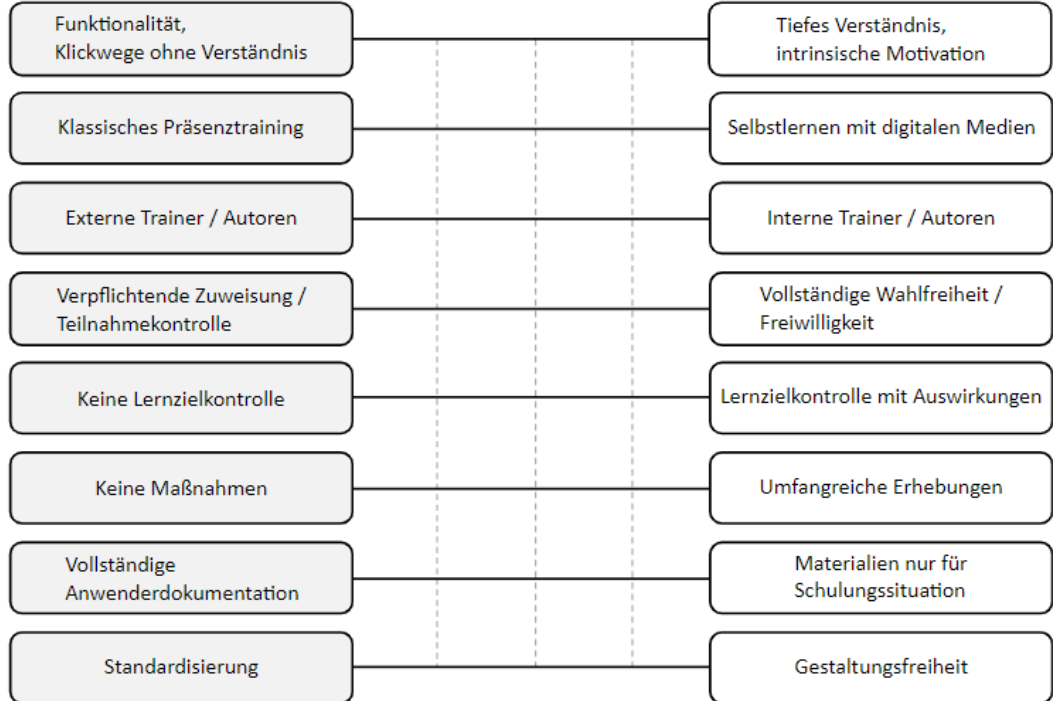 Funktionalität,
Klickwege ohne Verständnis
Tiefes Verständnis,
intrinsische Motivation
Klassisches Präsenztraining
Selbstlernen mit digitalen Medien
Externe Trainer / Autoren
Interne Trainer / Autoren
Verpflichtende Zuweisung /
Teilnahmekontrolle
Vollständige Wahlfreiheit /
Freiwilligkeit
Keine Lernzielkontrolle
Lernzielkontrolle mit Auswirkungen
Keine Maßnahmen
Umfangreiche Erhebungen
Vollständige
Anwenderdokumentation
Materialien nur für
Schulungssituation
Standardisierung
Gestaltungsfreiheit